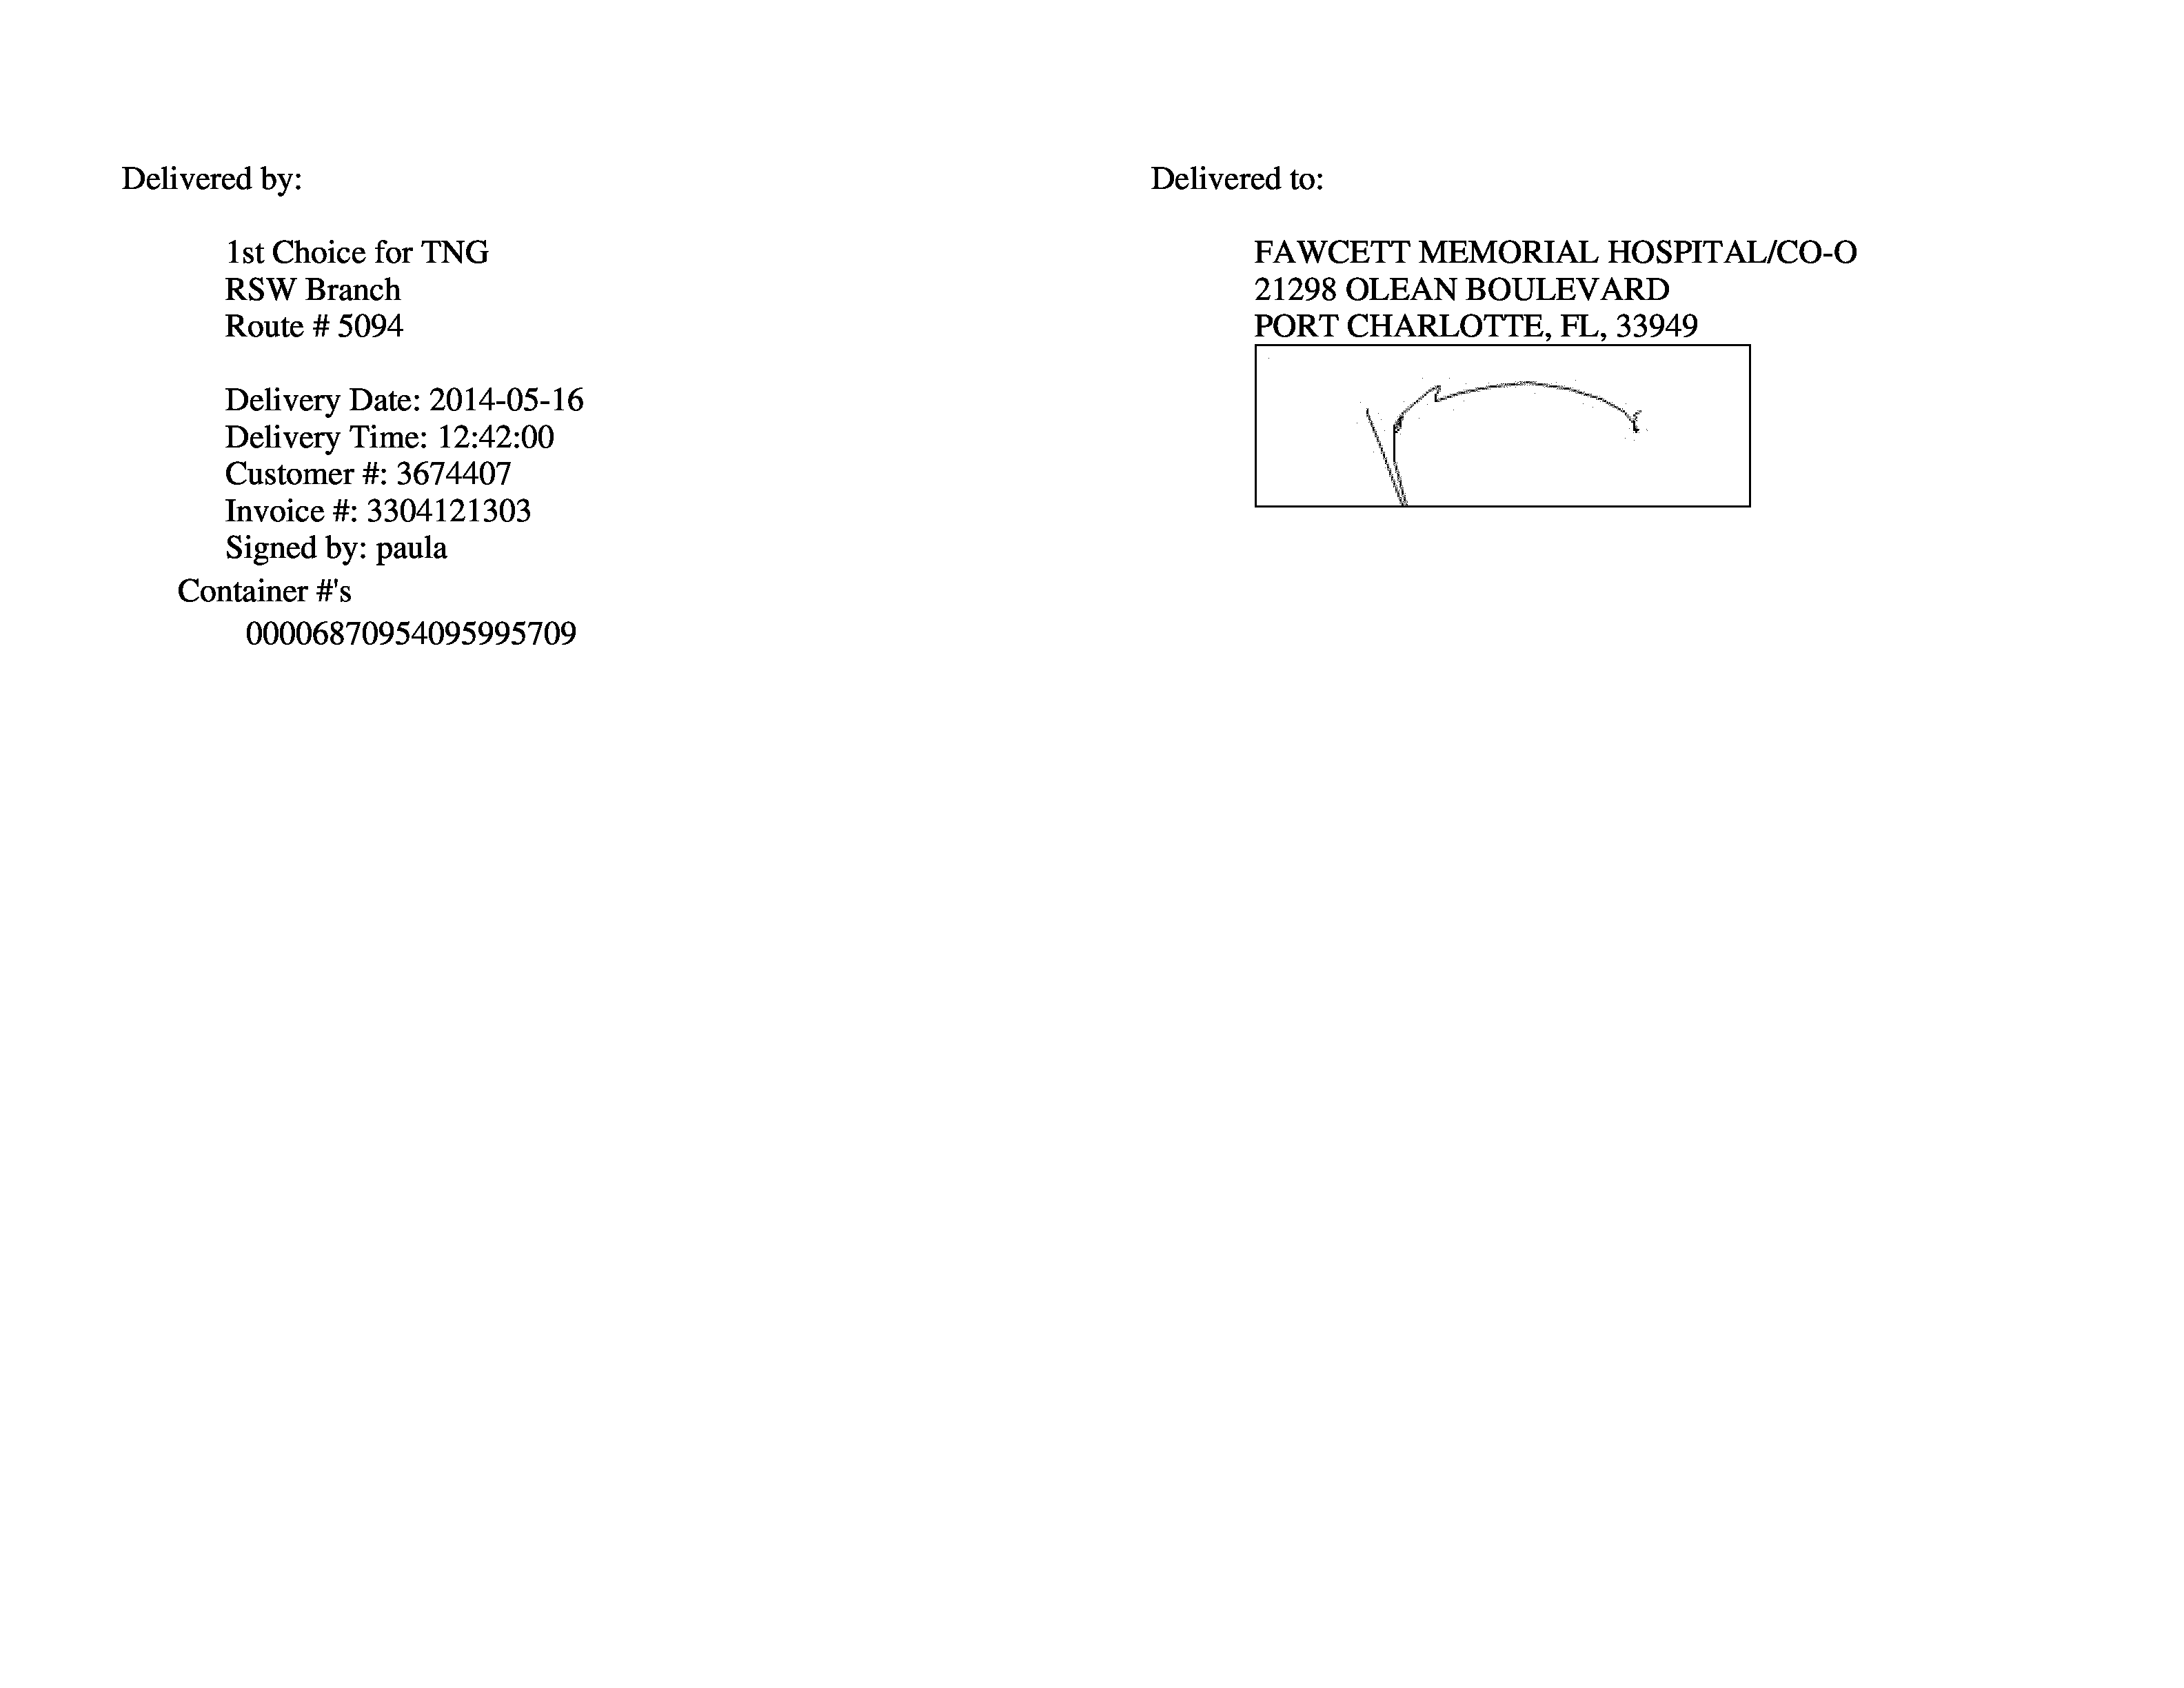 Delivered by:
1st Choice for TNG
RSW Branch
Route # 5094
Delivery Date: 2014-05-16
Delivery Time: 12:42:00
Customer #: 3674407
Invoice #: 3304121303
Signed by: paula
Container #'s
00006870954095995709
Delivered to:
FAWCETT MEMORIAL HOSPITAL/CO-O
21298 OLEAN BOULEVARD
PORT CHARLOTTE, FL, 33949